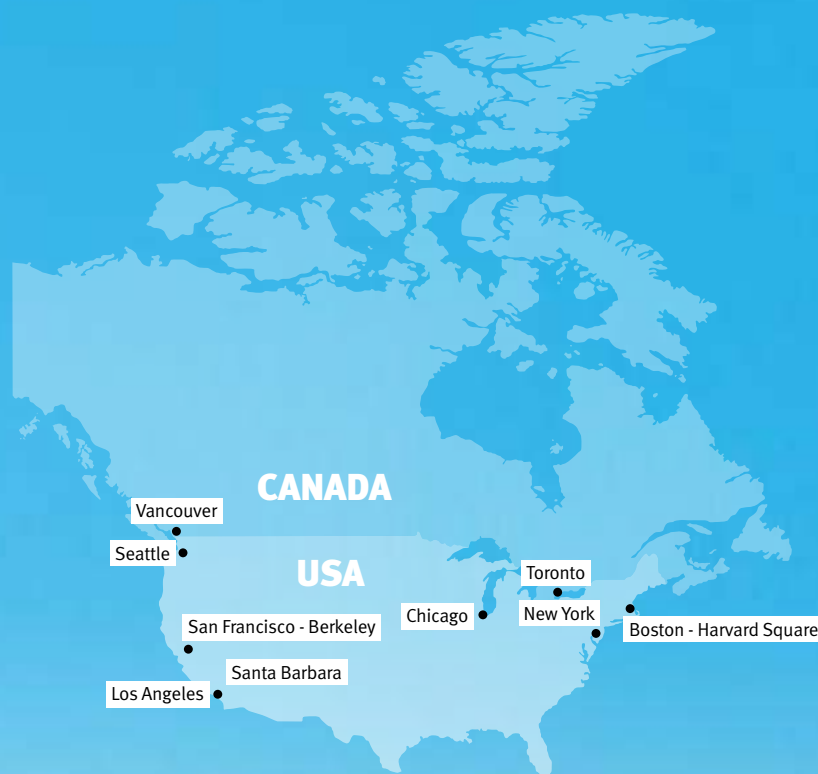 CANADA
Vancouver
Seattle
USA
Toronto
Chicago
New York
San Francisco - Berkeley
Boston - Harvard Square
Santa Barbara
Los Angeles